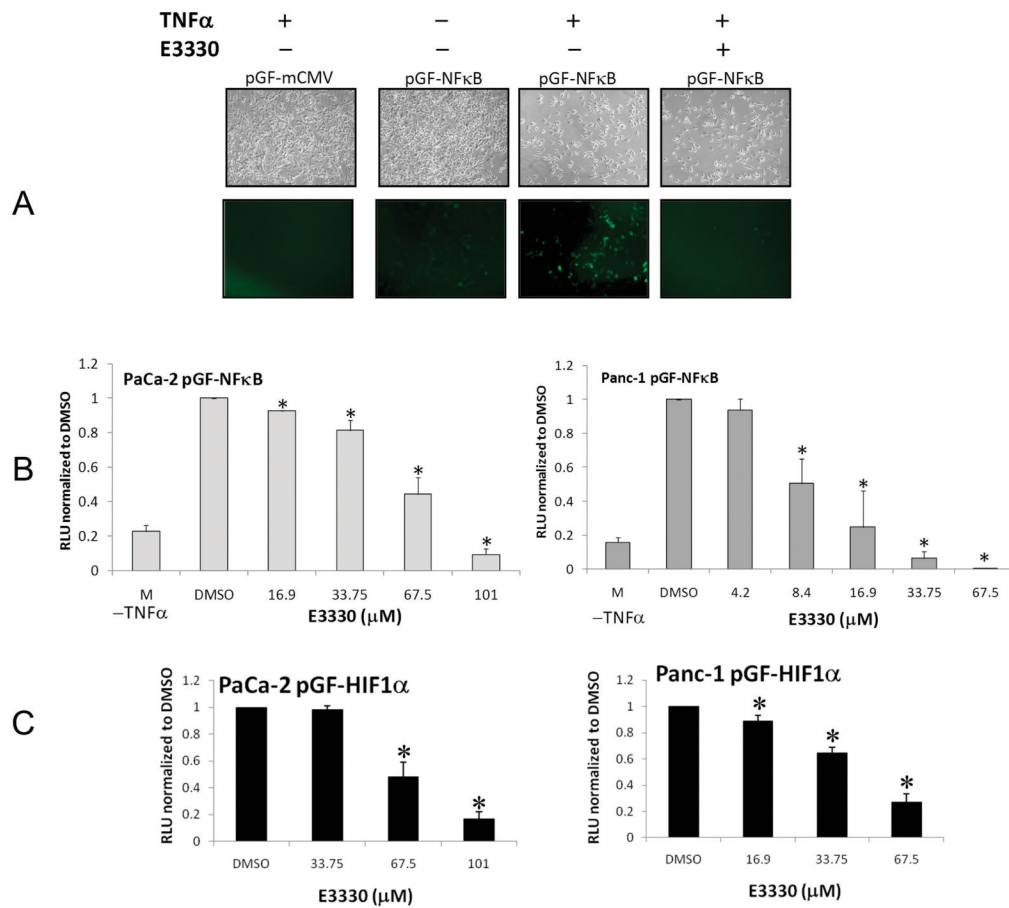 TNFα + − + +
E3330 − − − +
pGF-mCMV pGF-NFκB pGF-NFκB pGF-NFκB
A
B
PaCa-2 pGF-NFκB
RLU normalized to DMSO
1.2
1
0.8
0.6
0.4
0.2
0
* * * *
M DMSO 16.9 33.75 67.5 101
−TNFα
E3330 (μM)
Panc-1 pGF-NFκB
RLU normalized to DMSO
1.2
1
0.8
0.6
0.4
0.2
0
* * * *
M DMSO 4.2 8.4 16.9 33.75 67.5
−TNFα
E3330 (μM)
C
PaCa-2 pGF-HIF1α
RLU normalized to DMSO
1.2
1
0.8
0.6
0.4
0.2
0
* *
DMSO 33.75 67.5 101
E3330 (μM)
Panc-1 pGF-HIF1α
RLU normalized to DMSO
1.2
1
0.8
0.6
0.4
0.2
0
* * *
DMSO 16.9 33.75 67.5
E3330 (μM)